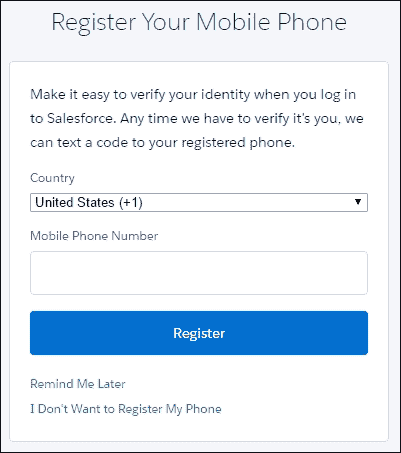 Register Your Mobile Phone
Make it easy to verify your identity when you log in
to Salesforce. Any time we have to verify it's you, we
can text a code to your registered phone.
Country
United States (+1)
Mobile Phone Number
Register
Remind Me Later
I Don't Want to Register My Phone